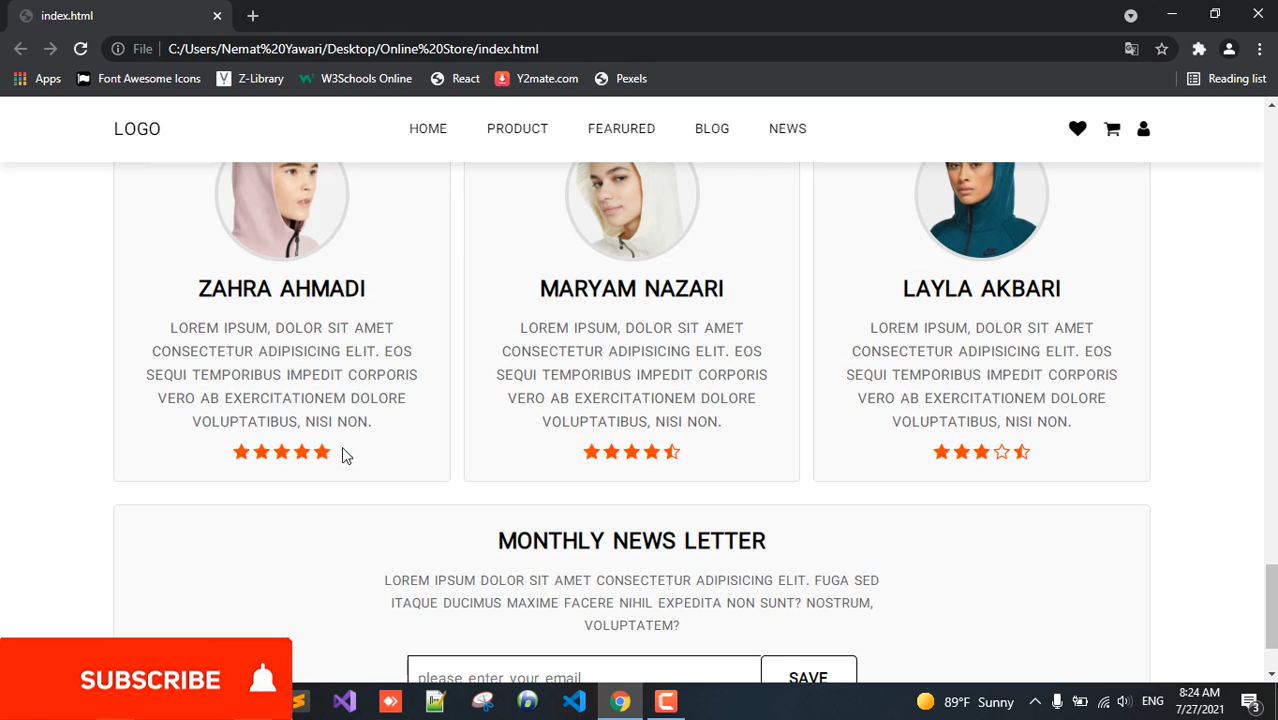 index.html
File C:/Users/Nemat%20Yawari/Desktop/Online%20Store/index.html
Apps Font Awesome Icons Z-Library W3Schools Online React Y2mate.com Pexels Reading list
LOGO HOME PRODUCT FEARURED BLOG NEWS
ZAHRA AHMADI
LOREM IPSUM, DOLOR SIT AMET
CONSECTETUR ADIPISICING ELIT. EOS
SEQUI TEMPORIBUS IMPEDIT CORPORIS
VERO AB EXERCITATIONEM DOLORE
VOLUPTATIBUS, NISI NON.
MARYAM NAZARI
LOREM IPSUM, DOLOR SIT AMET
CONSECTETUR ADIPISICING ELIT. EOS
SEQUI TEMPORIBUS IMPEDIT CORPORIS
VERO AB EXERCITATIONEM DOLORE
VOLUPTATIBUS, NISI NON.
LAYLA AKBARI
LOREM IPSUM, DOLOR SIT AMET
CONSECTETUR ADIPISICING ELIT. EOS
SEQUI TEMPORIBUS IMPEDIT CORPORIS
VERO AB EXERCITATIONEM DOLORE
VOLUPTATIBUS, NISI NON.
MONTHLY NEWS LETTER
LOREM IPSUM DOLOR SIT AMET CONSECTETUR ADIPISICING ELIT. FUGA SED
ITAQUE DUCIMUS MAXIME FACERE NIHIL EXPEDITA NON SUNT? NOSTRUM,
VOLUPTATEM?
please enter your email SAVE
SUBSCRIBE
89°F Sunny ENG
8:24 AM
7/27/2021
3